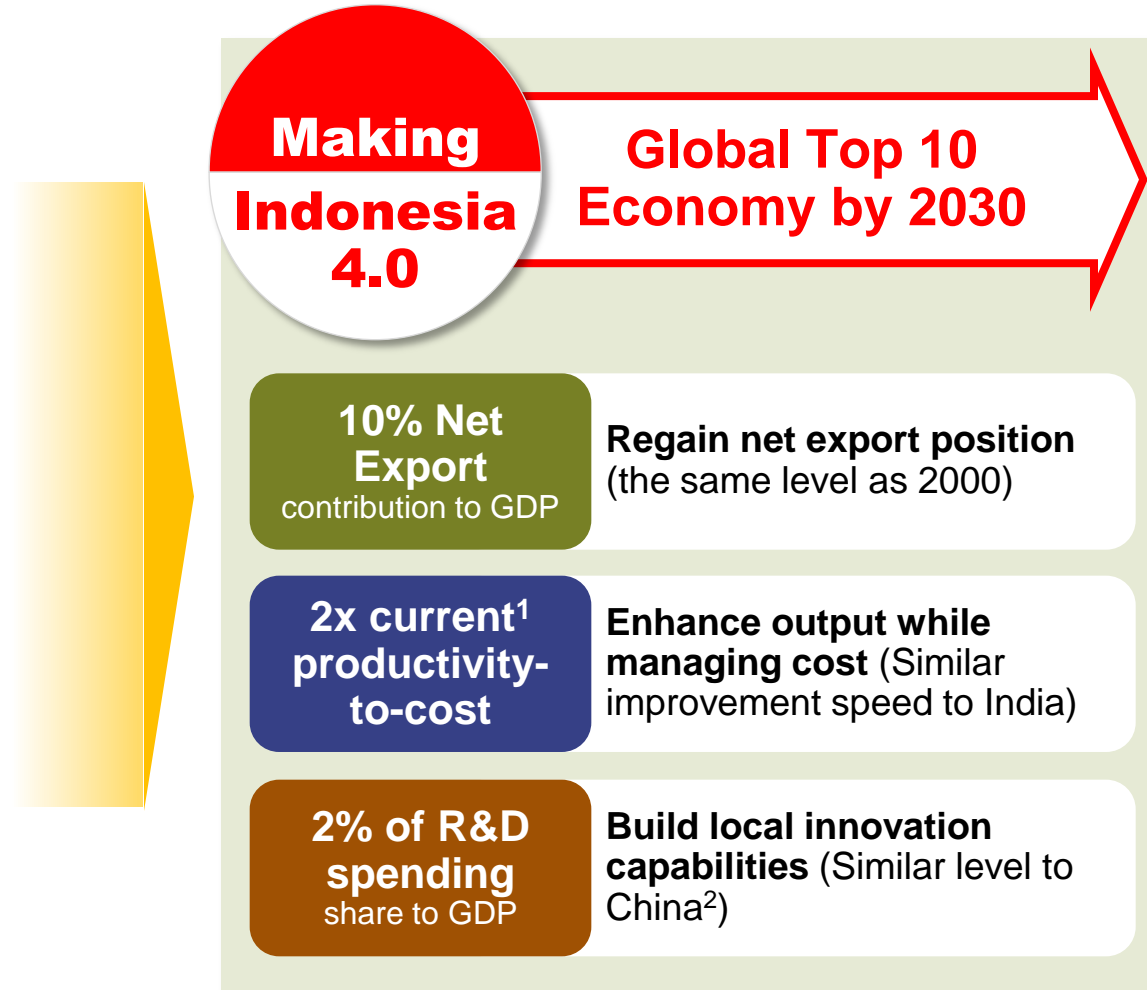 Making
Indonesia
4.0
Global Top 10
Economy by 2030
10% Net
Export
contribution to GDP
Regain net export position
(the same level as 2000)
2x current¹
productivity-
to-cost
Enhance output while
managing cost (Similar
improvement speed to India)
2% of R&D
spending
share to GDP
Build local innovation
capabilities (Similar level to
China²)